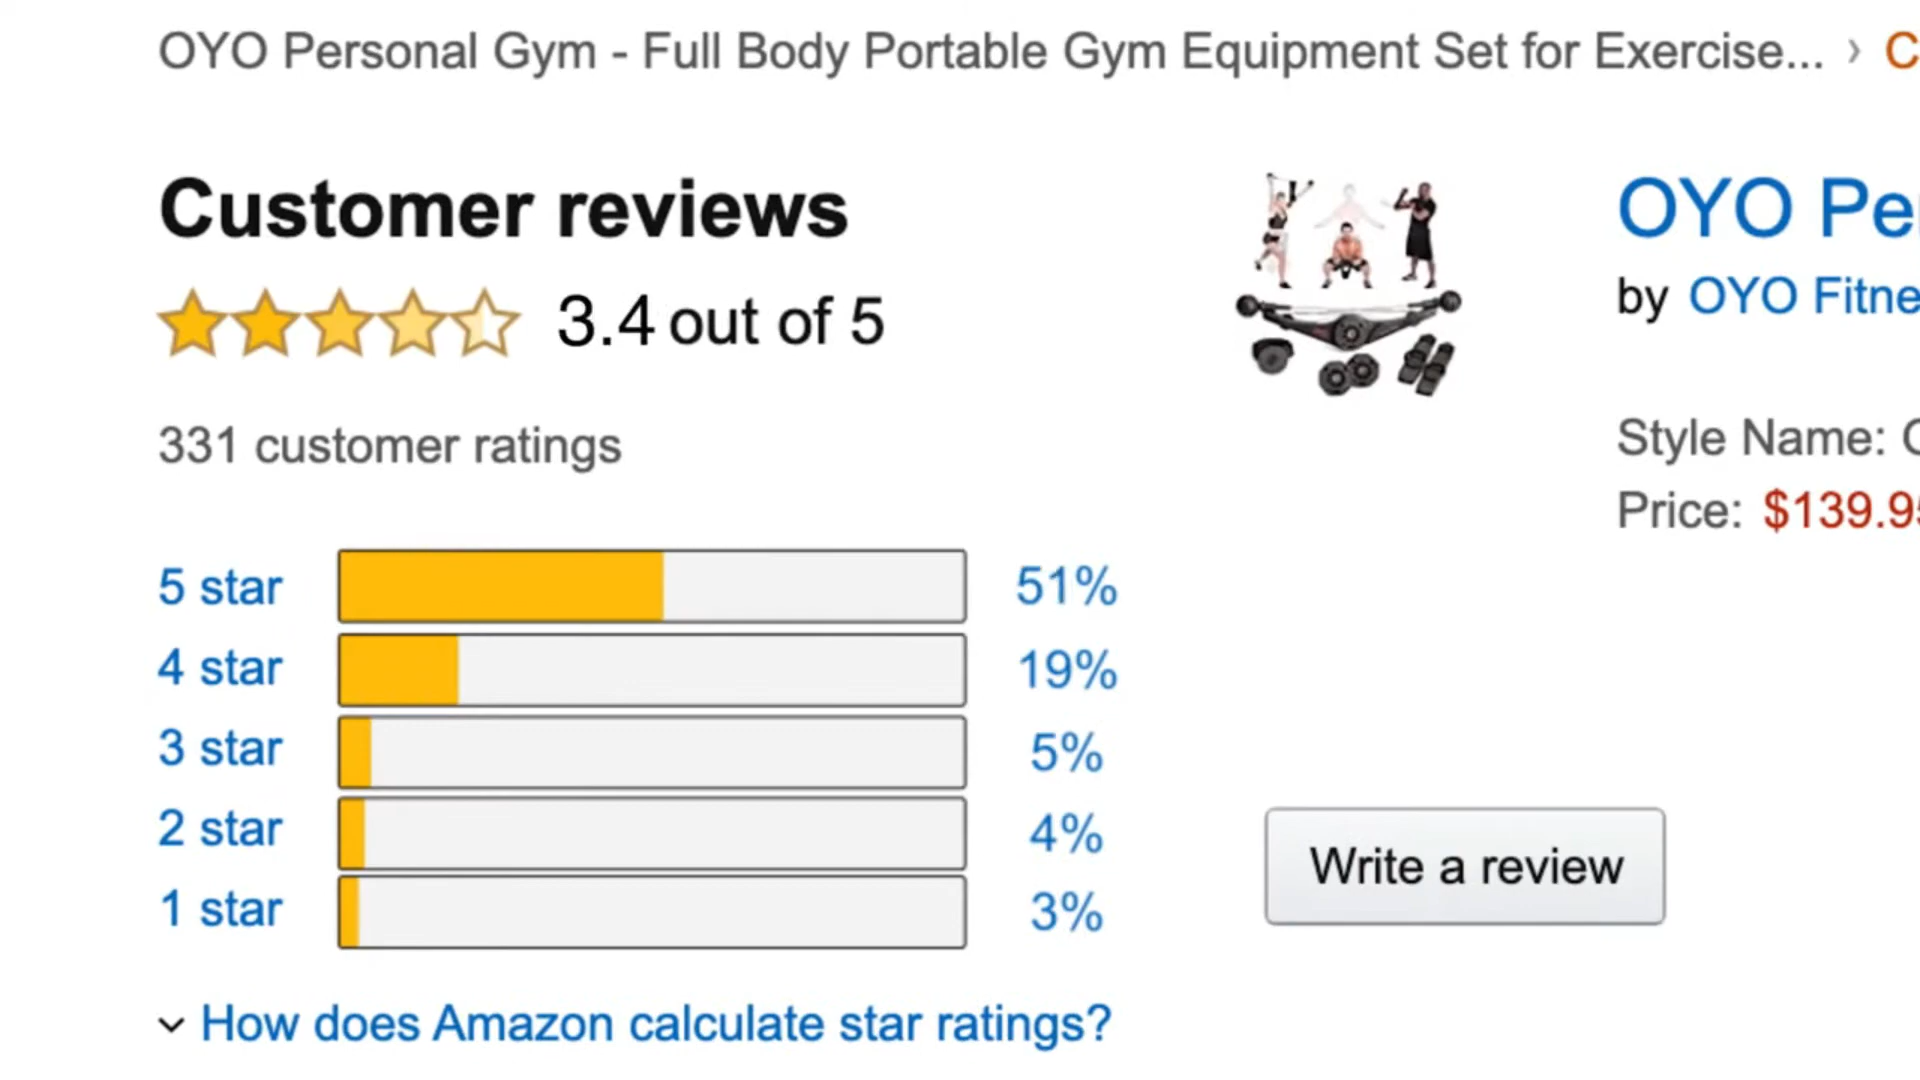 OYO Personal Gym - Full Body Portable Gym Equipment Set for Exercise... › C
Customer reviews
3.4 out of 5
331 customer ratings
5 star 51%
4 star 19%
3 star 5%
2 star 4%
1 star 3%
How does Amazon calculate star ratings?
OYO Pe
by OYO Fitne
Style Name:
Price: $139.95
Write a review